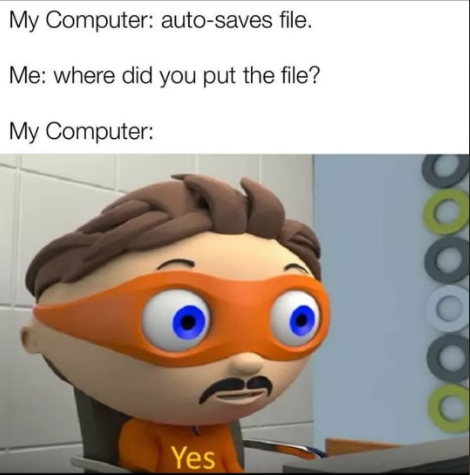 My Computer: auto-saves file.
Me: where did you put the file?
My Computer:
Yes